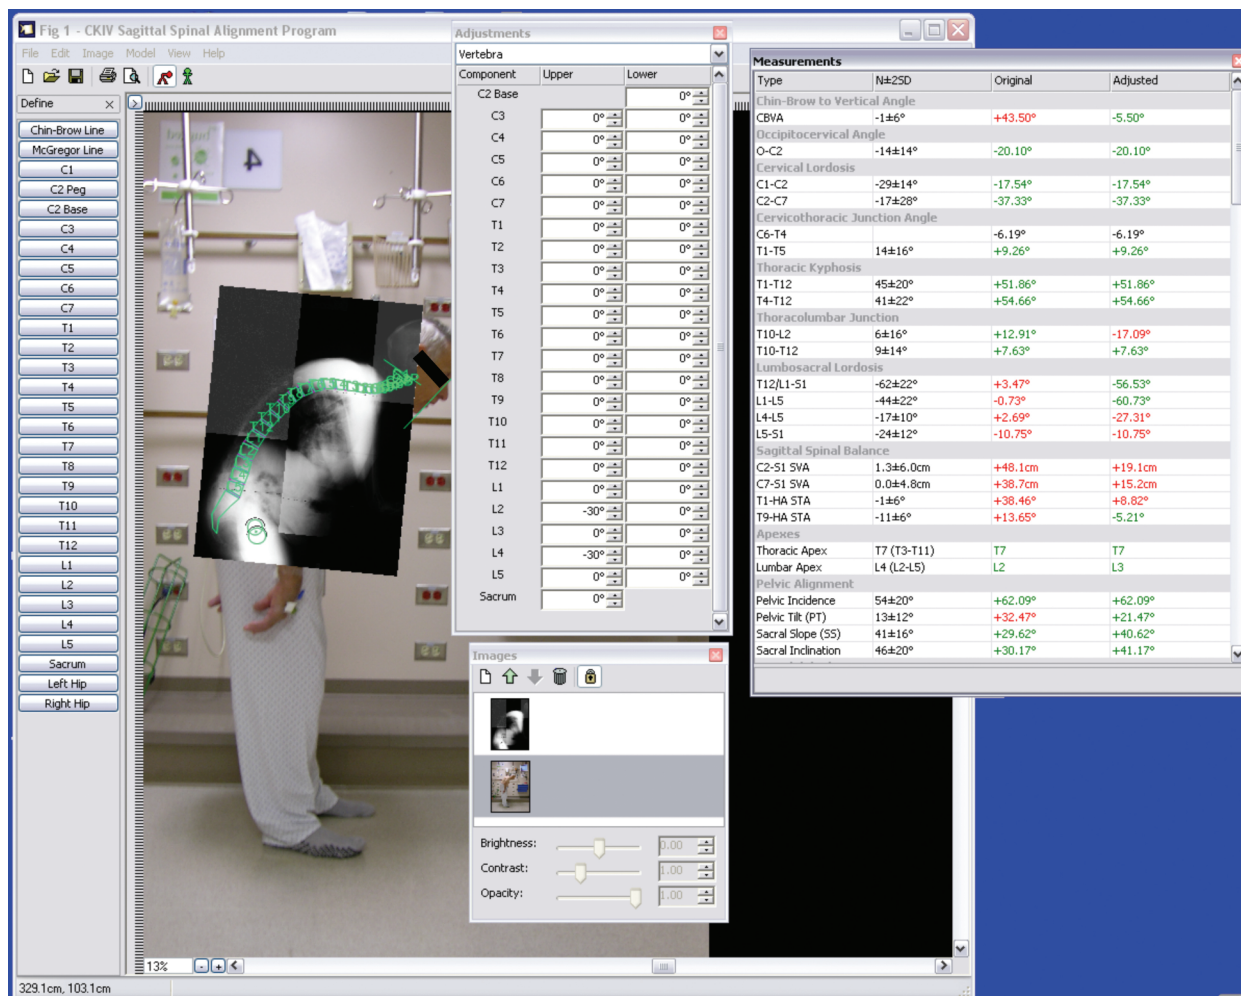 Fig 1 - CKIV Sagittal Spinal Alignment Program
File Edit Image Model View Help
Define
Chin-Brow Line
McGregor Line
C1
C2 Peg
C2 Base
C3
C4
C5
C6
C7
T1
T2
T3
T4
T5
T6
T7
T8
T9
T10
T11
T12
L1
L2
L3
L4
L5
Sacrum
Left Hip
Right Hip
4
13%
329.1cm, 103.1cm
Adjustments
Vertebra
Component Upper Lower
C2 Base 0°
C3 0° 0°
C4 0° 0°
C5 0° 0°
C6 0° 0°
C7 0° 0°
T1 0° 0°
T2 0° 0°
T3 0° 0°
T4 0° 0°
T5 0° 0°
T6 0° 0°
T7 0° 0°
T8 0° 0°
T9 0° 0°
T10 0° 0°
T11 0° 0°
T12 0° 0°
L1 0° 0°
L2 -30° 0°
L3 0° 0°
L4 -30° 0°
L5 0° 0°
Sacrum 0°
Images
Brightness: 0.00
Contrast: 1.00
Opacity: 1.00
Measurements
Type N±2SD Original Adjusted
Chin-Brow to Vertical Angle
CBVA -1±6° +43.50° -5.50°
Occipitocervical Angle
O-C2 -14±14° -20.10° -20.10°
Cervical Lordosis
C1-C2 -29±14° -17.54° -17.54°
C2-C7 -17±28° -37.33° -37.33°
Cervicothoracic Junction Angle
C6-T4 -6.19° -6.19°
T1-T5 14±16° +9.26° +9.26°
Thoracic Kyphosis
T1-T12 45±20° +51.86° +51.86°
T4-T12 41±22° +54.66° +54.66°
Thoracolumbar Junction
T10-L2 6±16° +12.91° -17.09°
T10-T12 9±14° +7.63° +7.63°
Lumbosacral Lordosis
T12/L1-S1 -62±22° +3.47° -56.53°
L1-L5 -44±22° -0.73° -60.73°
L4-L5 -17±10° +2.69° -27.31°
L5-S1 -24±12° -10.75° -10.75°
Sagittal Spinal Balance
C2-S1 SVA 1.3±6.0cm +48.1cm +19.1cm
C7-S1 SVA 0.0±4.8cm +38.7cm +15.2cm
T1-HA STA -1±6° +38.46° +8.82°
T9-HA STA -11±6° +13.65° -5.21°
Apexes
Thoracic Apex T7 (T3-T11) T7 T7
Lumbar Apex L4 (L2-L5) L2 L3
Pelvic Alignment
Pelvic Incidence 54±20° +62.09° +62.09°
Pelvic Tilt (PT) 13±12° +32.47° +21.47°
Sacral Slope (SS) 41±16° +29.62° +40.62°
Sacral Inclination 46±20° +30.17° +41.17°